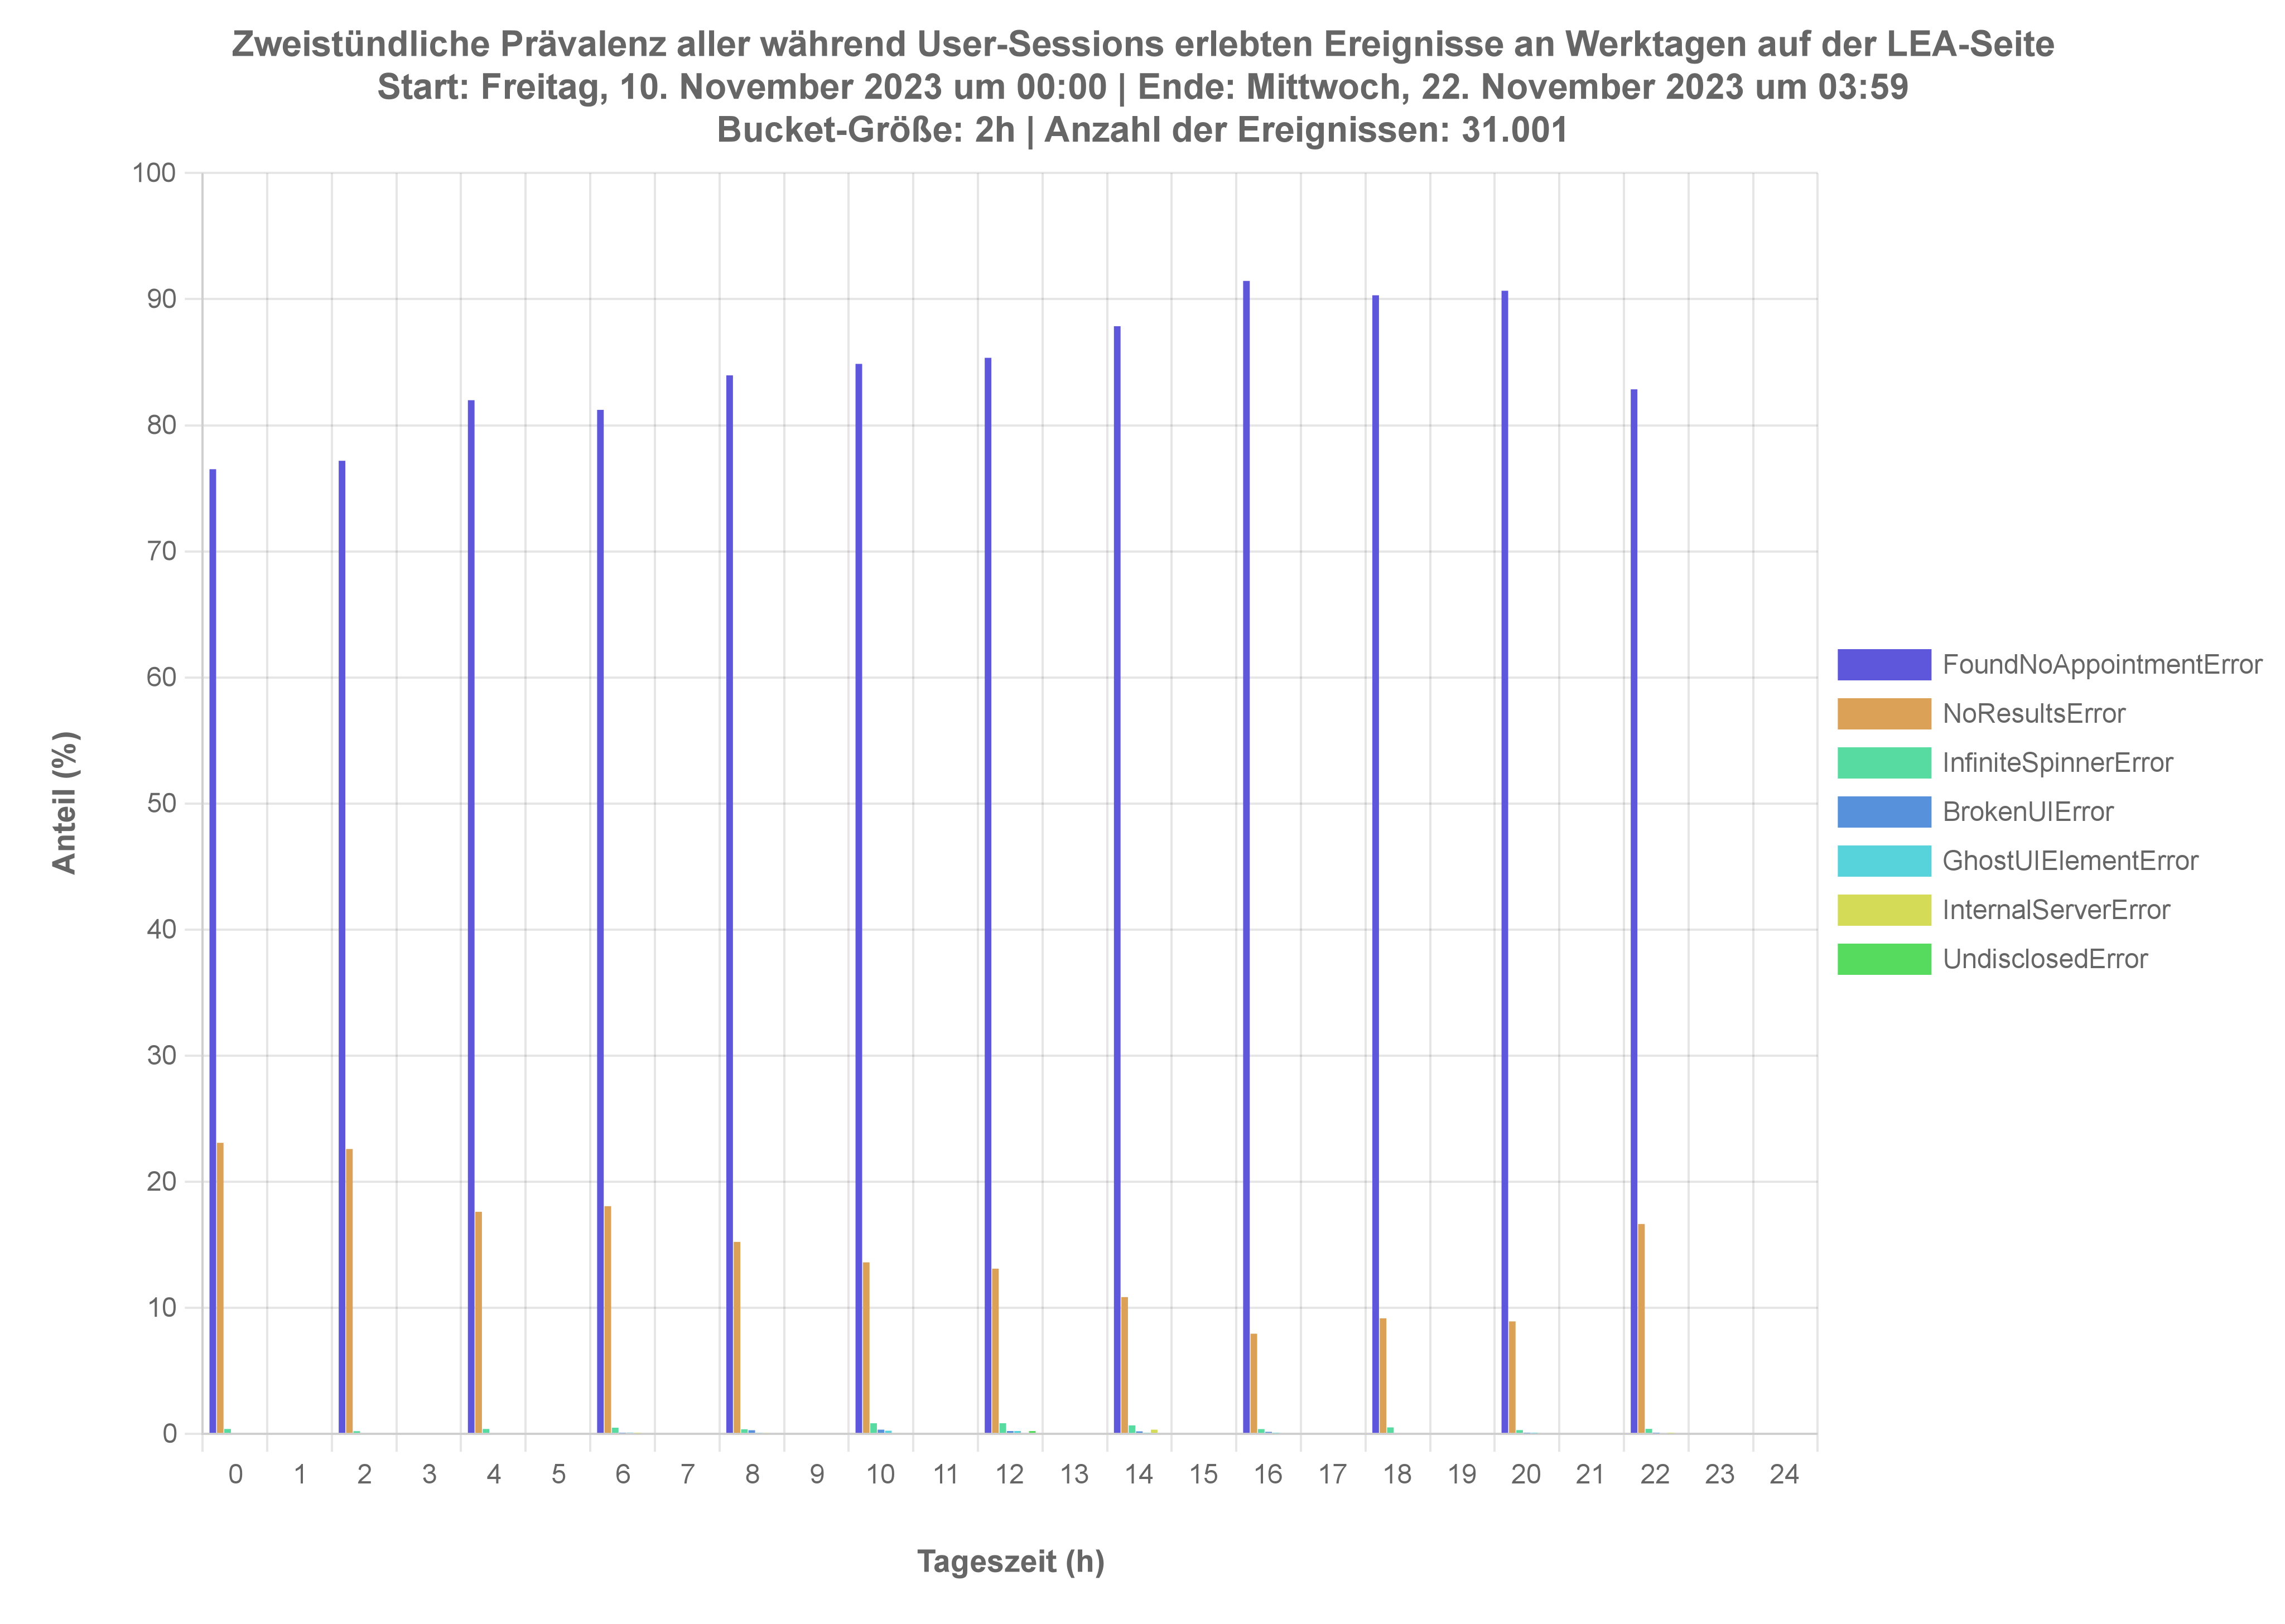 Zweistündliche Prävalenz aller während User-Sessions erlebten Ereignisse an Werktagen auf der LEA-Seite
Start: Freitag, 10. November 2023 um 00:00 | Ende: Mittwoch, 22. November 2023 um 03:59
Bucket-Größe: 2h | Anzahl der Ereignissen: 31.001
Anteil (%)
100
90
80
70
60
50
40
30
20
10
0
0 1 2 3 4 5 6 7 8 9 10 11 12 13 14 15 16 17 18 19 20 21 22 23 24
Tageszeit (h)
FoundNoAppointmentError
NoResultsError
InfiniteSpinnerError
BrokenUIError
GhostUIElementError
InternalServerError
UndisclosedError